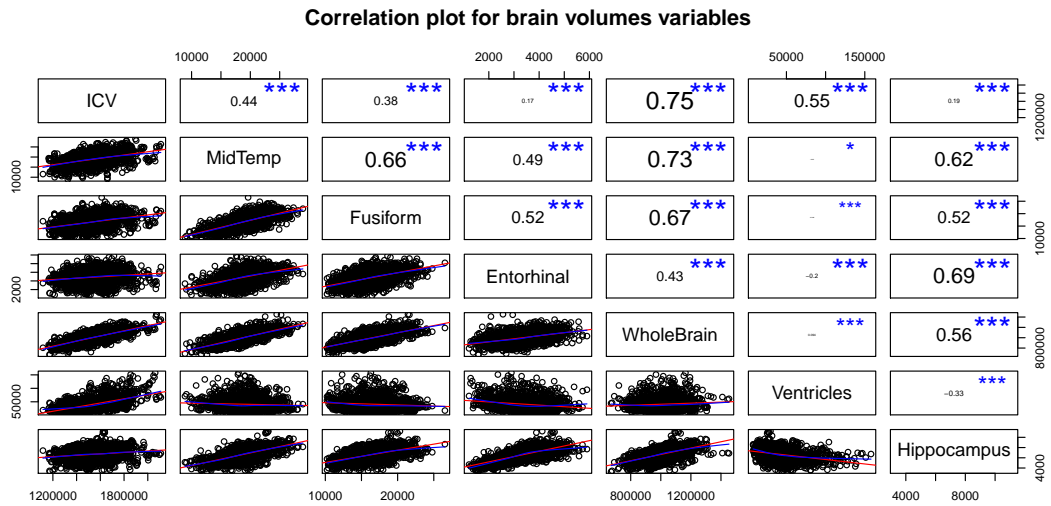 Correlation plot for brain volumes variables
10000 20000 2000 4000 6000 50000 150000
ICV 0.44 *** 0.38 *** 0.17 *** 0.75 *** 0.55 *** 0.19 *** 1200000
10000 MidTemp 0.66 *** 0.49 *** 0.73 *** * 0.62 ***
Fusiform 0.52 *** 0.67 *** *** 0.52 *** 10000
2000 Entorhinal 0.43 *** −0.2 *** 0.69 ***
WholeBrain *** 0.56 *** 800000
50000 Ventricles −0.33 ***
Hippocampus 4000
1200000 1800000 10000 20000 800000 1200000 4000 8000